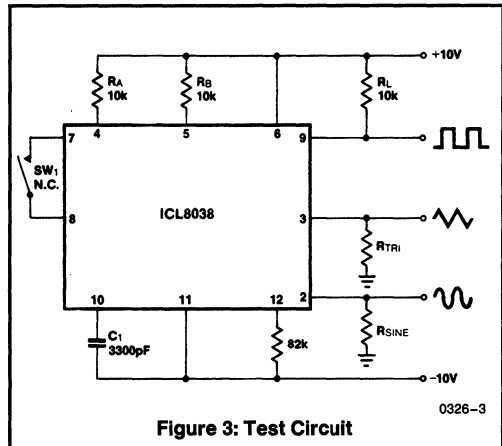 +10V
RA
10k
RB
10k
RL
10k
4
5
6
7
9
SW1
N.C.
ICL8038
8
3
RTRI
2
10
11
12
C1
3300pF
82k
RSINE
-10V
0326-3
Figure 3: Test Circuit